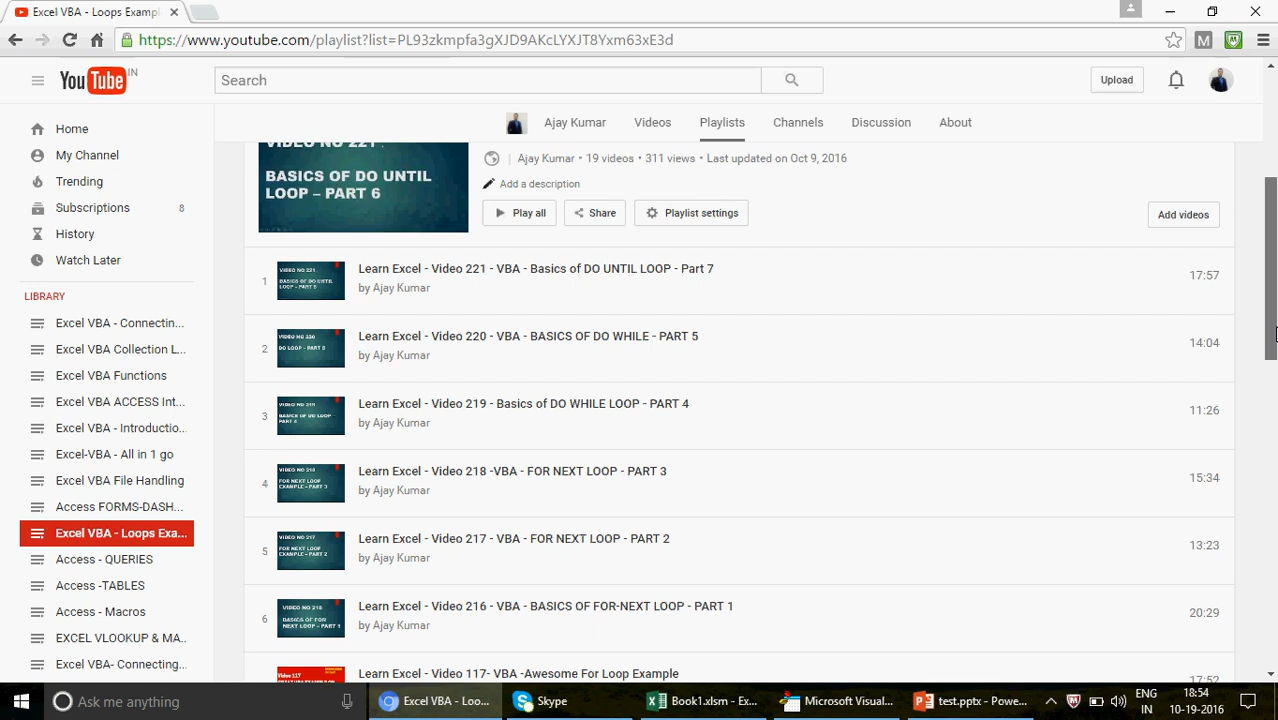 Excel VBA - Loops Exampl
https://www.youtube.com/playlist?list=PL93zkmpfa3gXJD9AKcLYXJT8Yxm63xE3d
YouTube IN
Search
Upload
Ajay Kumar Videos Playlists Channels Discussion About
Home
My Channel
Trending
Subscriptions 8
History
Watch Later
LIBRARY
Excel VBA - Connectin...
Excel VBA Collection L...
Excel VBA Functions
Excel VBA ACCESS Int...
Excel VBA - Introductio...
Excel-VBA - All in 1 go
Excel VBA File Handling
Access FORMS-DASH...
Excel VBA - Loops Exa...
Access - QUERIES
Access -TABLES
Access - Macros
EXCEL VLOOKUP & MA...
Excel VBA- Connecting...
VIDEO NO 221
BASICS OF DO UNTIL
LOOP – PART 6
Ajay Kumar • 19 videos • 311 views • Last updated on Oct 9, 2016
Add a description
Play all Share Playlist settings Add videos
1 Learn Excel - Video 221 - VBA - Basics of DO UNTIL LOOP - Part 7 17:57
by Ajay Kumar
2 Learn Excel - Video 220 - VBA - BASICS OF DO WHILE - PART 5 14:04
by Ajay Kumar
3 Learn Excel - Video 219 - Basics of DO WHILE LOOP - PART 4 11:26
by Ajay Kumar
4 Learn Excel - Video 218 -VBA - FOR NEXT LOOP - PART 3 15:34
by Ajay Kumar
5 Learn Excel - Video 217 - VBA - FOR NEXT LOOP - PART 2 13:23
by Ajay Kumar
6 Learn Excel - Video 216 - VBA - BASICS OF FOR-NEXT LOOP - PART 1 20:29
by Ajay Kumar
Learn Excel - Video 117- VBA -Awesome For Loop Example 17:52
Ask me anything
Excel VBA - Loo...
Skype
Book1.xlsm - Ex...
Microsoft Visual...
test.pptx - Powe...
ENG
IN
18:54
10-19-2016